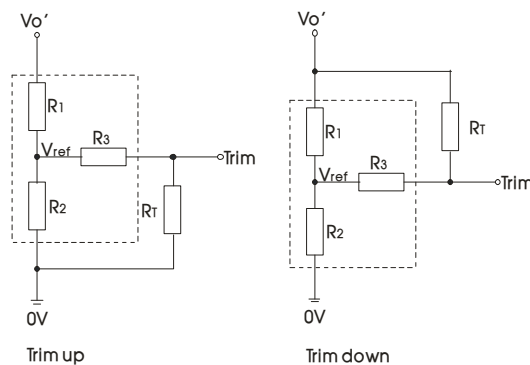 Vo'
R1
Vref
R3
Trim
R2
RT
0V
Trim up
Vo'
R1
RT
Vref
R3
Trim
R2
0V
Trim down